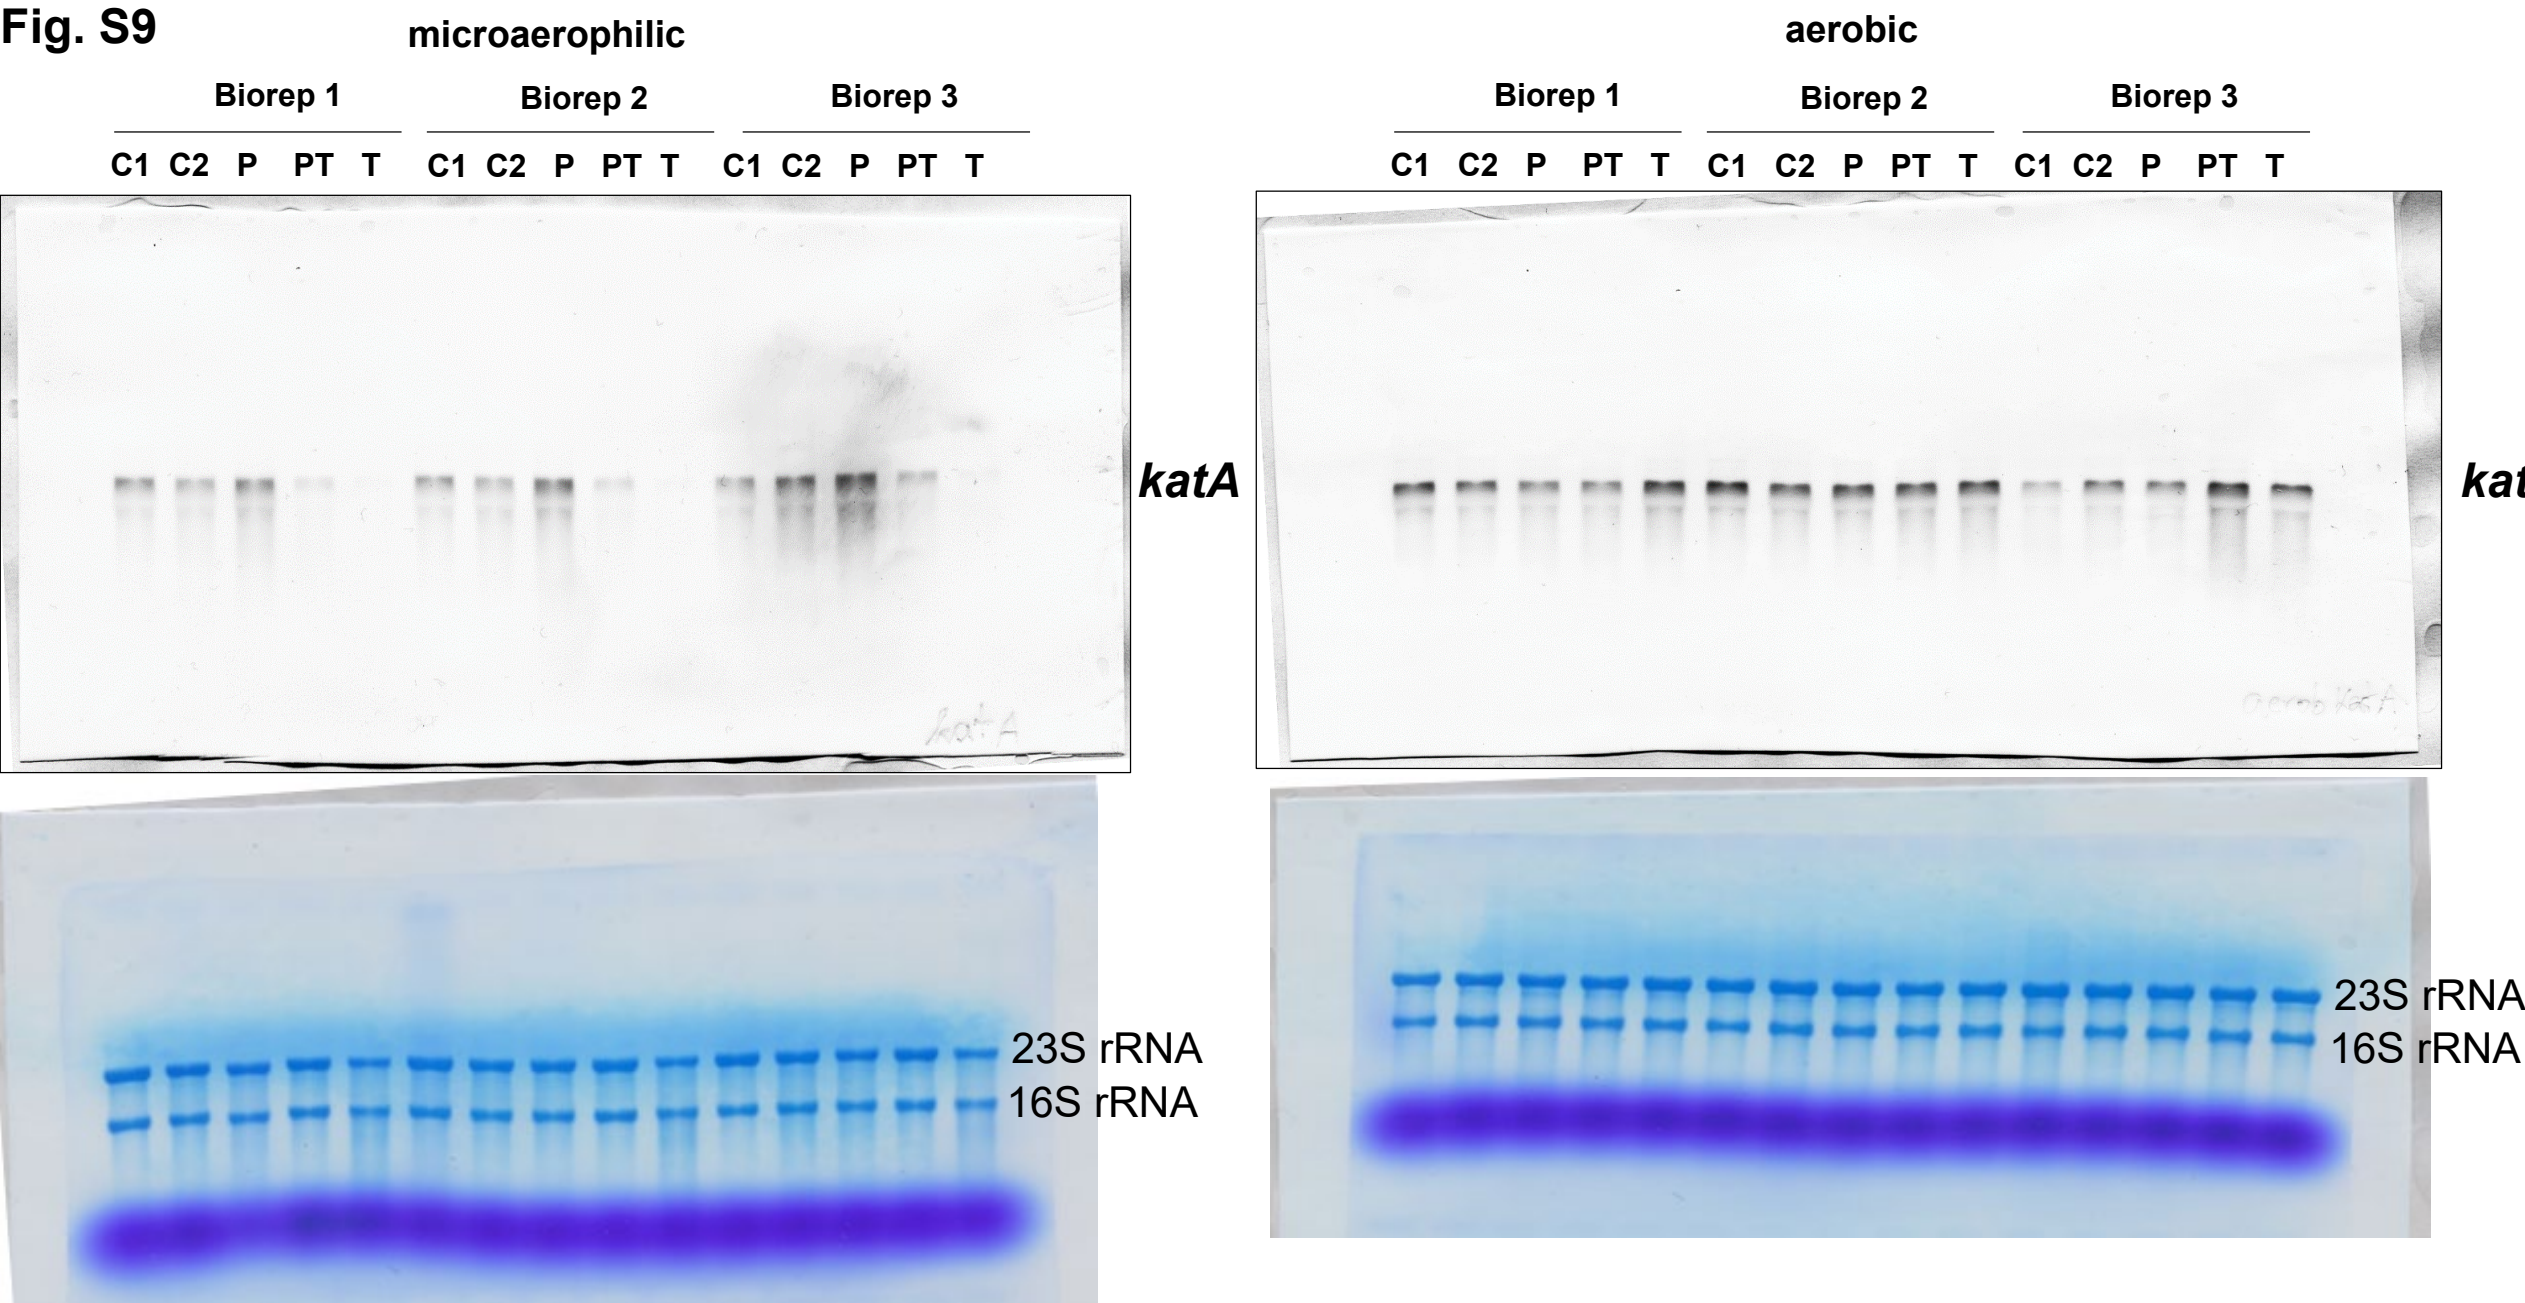 Fig. S9
microaerophilic
Biorep 1 Biorep 2 Biorep 3
C1 C2 P PT T C1 C2 P PT T C1 C2 P PT T
katA
kat A
23S rRNA
16S rRNA
aerobic
Biorep 1 Biorep 2 Biorep 3
C1 C2 P PT T C1 C2 P PT T C1 C2 P PT T
kat
aerob KatA
23S rRNA
16S rRNA